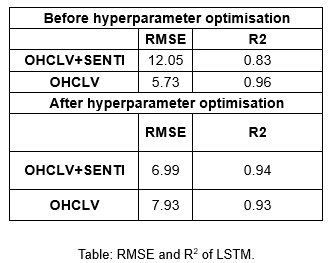 Before hyperparameter optimisation
RMSE R2
OHCLV+SENTI 12.05 0.83
OHCLV 5.73 0.96
After hyperparameter optimisation
RMSE R2
OHCLV+SENTI 6.99 0.94
OHCLV 7.93 0.93
Table: RMSE and R² of LSTM.